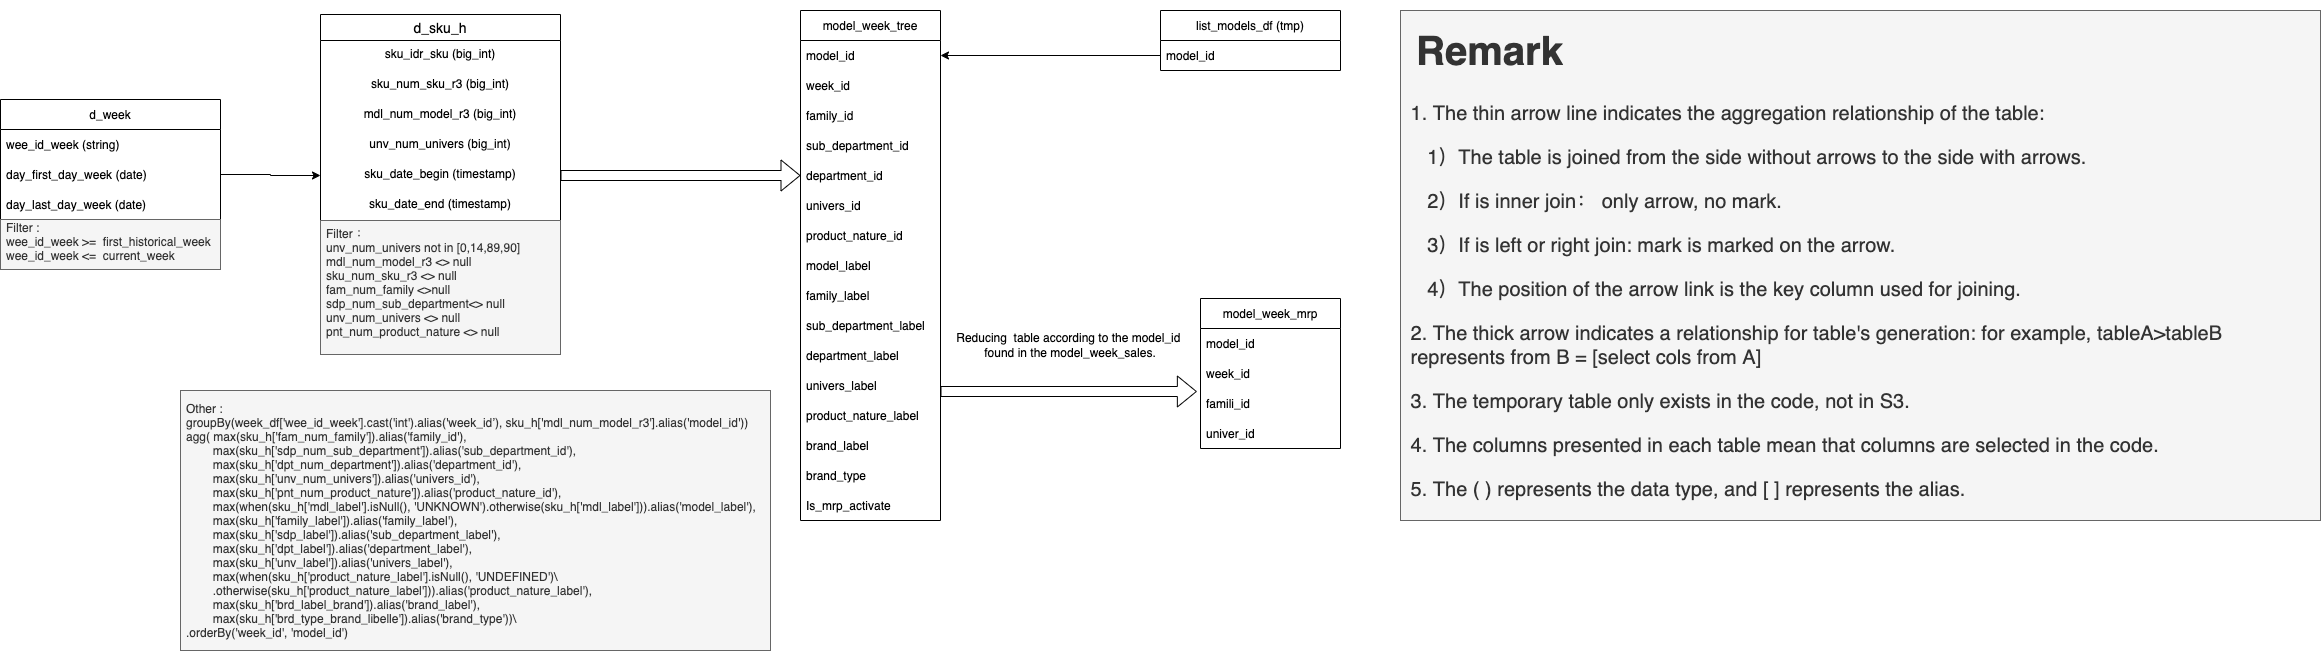 d_week
wee_id_week (string)
day_first_day_week (date)
day_last_day_week (date)
Filter :
wee_id_week >=  first_historical_week
wee_id_week <=  current_week
d_sku_h
sku_idr_sku (big_int)
sku_num_sku_r3 (big_int)
mdl_num_model_r3 (big_int)
unv_num_univers (big_int)
sku_date_begin (timestamp)
sku_date_end (timestamp)
Filter：
unv_num_univers not in [0,14,89,90]
mdl_num_model_r3 <> null
sku_num_sku_r3 <> null
fam_num_family <>null
sdp_num_sub_department<> null
unv_num_univers <> null
pnt_num_product_nature <> null
Other :
groupBy(week_df['wee_id_week'].cast('int').alias('week_id'), sku_h['mdl_num_model_r3'].alias('model_id'))
agg( max(sku_h['fam_num_family']).alias('family_id'),
max(sku_h['sdp_num_sub_department']).alias('sub_department_id'),
max(sku_h['dpt_num_department']).alias('department_id'),
max(sku_h['unv_num_univers']).alias('univers_id'),
max(sku_h['pnt_num_product_nature']).alias('product_nature_id'),
max(when(sku_h['mdl_label'].isNull(), 'UNKNOWN').otherwise(sku_h['mdl_label'])).alias('model_label'),
max(sku_h['family_label']).alias('family_label'),
max(sku_h['sdp_label']).alias('sub_department_label'),
max(sku_h['dpt_label']).alias('department_label'),
max(sku_h['unv_label']).alias('univers_label'),
max(when(sku_h['product_nature_label'].isNull(), 'UNDEFINED')\
.otherwise(sku_h['product_nature_label'])).alias('product_nature_label'),
max(sku_h['brd_label_brand']).alias('brand_label'),
max(sku_h['brd_type_brand_libelle']).alias('brand_type'))\
.orderBy('week_id', 'model_id')
model_week_tree
model_id
week_id
family_id
sub_department_id
department_id
univers_id
product_nature_id
model_label
family_label
sub_department_label
department_label
univers_label
product_nature_label
brand_label
brand_type
Is_mrp_activate
list_models_df (tmp)
model_id
Reducing  table according to the model_id
found in the model_week_sales.
model_week_mrp
model_id
week_id
famili_id
univer_id
Remark
1. The thin arrow line indicates the aggregation relationship of the table:
1）The table is joined from the side without arrows to the side with arrows.
2）If is inner join： only arrow, no mark.
3）If is left or right join: mark is marked on the arrow.
4）The position of the arrow link is the key column used for joining.
2. The thick arrow indicates a relationship for table's generation: for example, tableA>tableB
represents from B = [select cols from A]
3. The temporary table only exists in the code, not in S3.
4. The columns presented in each table mean that columns are selected in the code.
5. The ( ) represents the data type, and [ ] represents the alias.